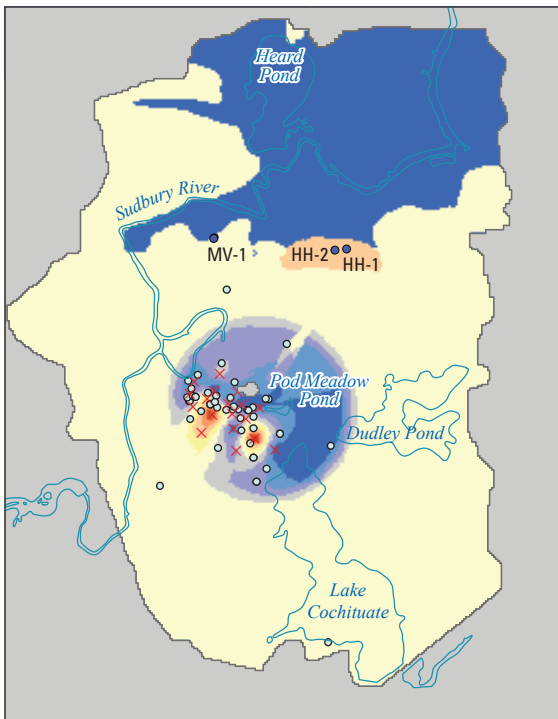 Heard
Pond
Sudbury River
MV-1
HH-2
HH-1
Pod Meadow
Pond
Dudley Pond
Lake
Cochituate